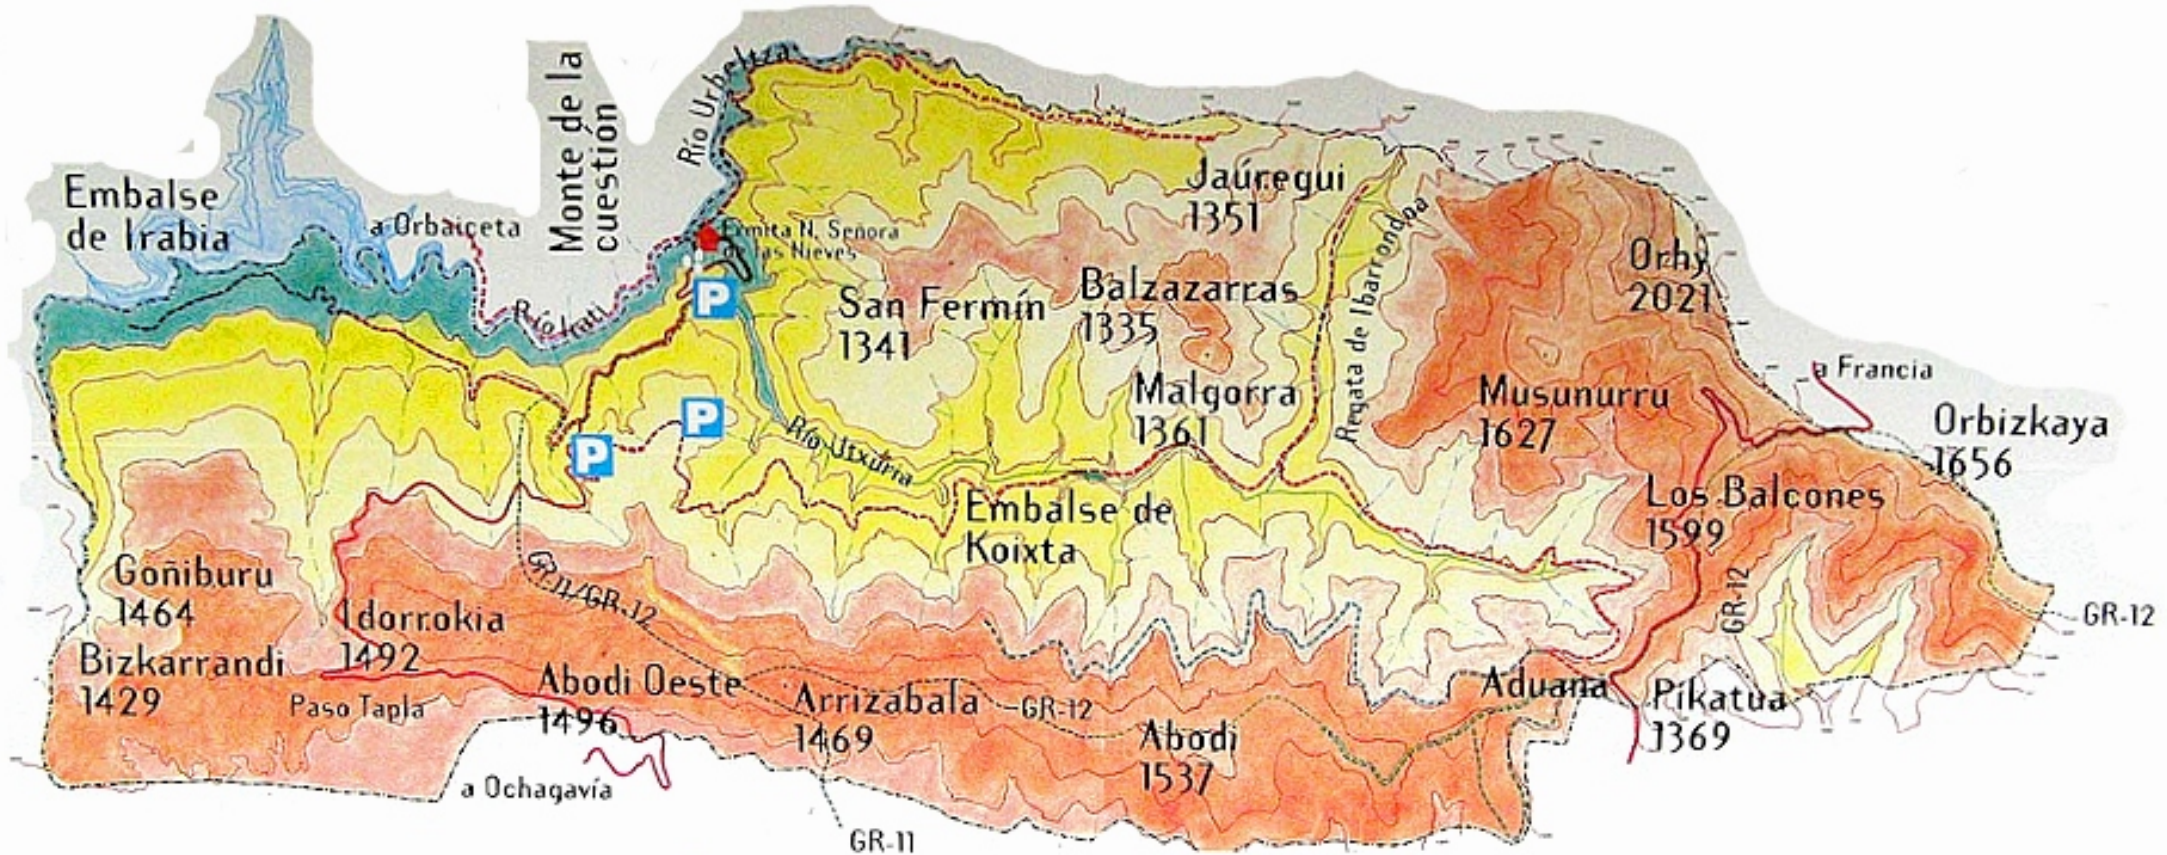 Embalse
de Irabia
a Orbaiceta
Monte de la
cuestión
Río Urbeltza
Ermita N. Señora
de las Nieves
P
P
P
Río Irati
Río Utxurra
San Fermín
1341
Balzazarras
1335
Jaúregui
1351
Malgorra
1361
Regata de Ibarrondoa
Orhy
2021
Musunurru
1627
a Francia
Orbizkaya
1656
Los Balcones
1599
Embalse de
Koixta
Goñiburu
1464
Bizkarrandi
1429
Idorrokia
1492
Paso Tapla
GR-11/GR-12
Abodi Oeste
1496
Arrizabala
1469
GR-12
Abodi
1537
Aduana
Pikatua
1369
GR-12
GR-12
a Ochagavía
GR-11